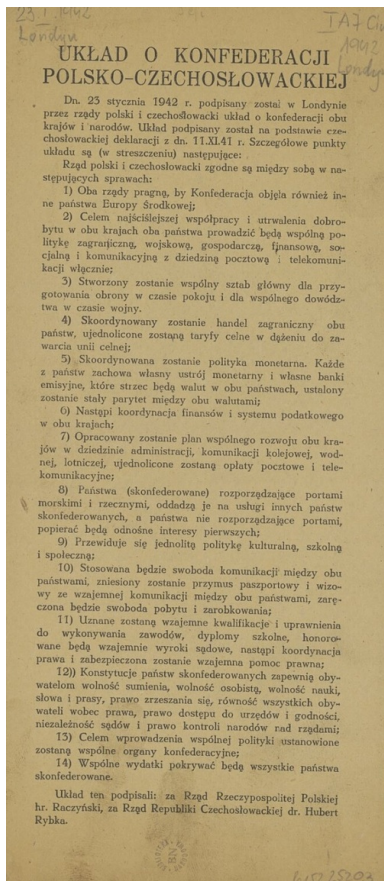 23 I 1942
Londyn
I A7 
1942
Londyn
UKŁAD O KONFEDERACJI
POLSKO-CZECHOSŁOWACKIEJ
Dn. 23 stycznia 1942 r. podpisany został w Londynie
przez rządy polski i czechosłowacki układ o konfederacji obu
krajów i narodów. Układ podpisany został na podstawie cze-
chosłowackiej deklaracji z dn. 11.XI.41 r. Szczegółowe punkty
układu są (w streszczeniu) następujące:
Rząd polski i czechosłowacki zgodne są między sobą w na-
stępujących sprawach:
1) Oba rządy pragną, by Konfederacja objęła również in-
ne państwa Europy Środkowej;
2) Celem najściślejszej współpracy i utrwalenia dobro-
bytu w obu krajach oba państwa prowadzić będą wspólną po-
litykę zagraniczną, wojskową, gospodarczą, finansową, so-
cjalną i komunikacyjną z dziedziną pocztową i telekomuni-
kacji włącznie;
3) Stworzony zostanie wspólny sztab główny dla przy-
gotowania obrony w czasie pokoju i dla wspólnego dowódz-
twa w czasie wojny.
4) Skoordynowany zostanie handel zagraniczny obu
państw, ujednolicone zostaną taryfy celne w dążeniu do za-
warcia unii celnej;
5) Skoordynowana zostanie polityka monetarna. Każde
z państw zachowa własny ustrój monetarny i własne banki
emisyjne, które strzec będą walut w obu państwach, ustalony
zostanie stały parytet między obu walutami;
6) Nastąpi koordynacja finansów i systemu podatkowego
w obu krajach;
7) Opracowany zostanie plan wspólnego rozwoju obu kra-
jów w dziedzinie administracji, komunikacji kolejowej, wod-
nej, lotniczej, ujednolicone zostaną opłaty pocztowe i tele-
komunikacyjne;
8) Państwa (skonfederowane) rozporządzające portami
morskimi i rzecznymi, oddadzą je na usługi innych państw
skonfederowanych, a państwa nie rozporządzające portami,
popierać będą odnośne interesy pierwszych;
9) Przewiduje się jednolitą politykę kulturalną, szkolną
i społeczną;
10) Stosowana będzie swoboda komunikacji między obu
państwami, zniesiony zostanie przymus paszportowy i wizo-
wy ze wzajemnej komunikacji między obu państwami, zarę-
czona będzie swoboda pobytu i zarobkowania;
11) Uznane zostaną wzajemne kwalifikacje i uprawnienia
do wykonywania zawodów, dyplomy szkolne, honoro-
wane będą wzajemnie wyroki sądowe, nastąpi koordynacja
prawa i zabezpieczona zostanie wzajemna pomoc prawna;
12)) Konstytucje państw skonfederowanych zapewnią oby-
watelom wolność sumienia, wolność osobistą, wolność nauki,
słowa i prasy, prawo zrzeszania się, równość wszystkich oby-
wateli wobec prawa, prawo dostępu do urzędów i godności,
niezależność sądów i prawo kontroli narodów rad rządami;
13) Celem wprowadzenia wspólnej polityki ustanowione
zostaną wspólne organy konfederacyjne;
14) Wspólne wydatki pokrywać będą wszystkie państwa
skonfederowane.
Układ ten podpisali: za Rząd Rzeczypospolitej Polskiej
hr. Raczyński, za Rząd Republiki Czechosłowackiej dr. Hubert
Rybka.